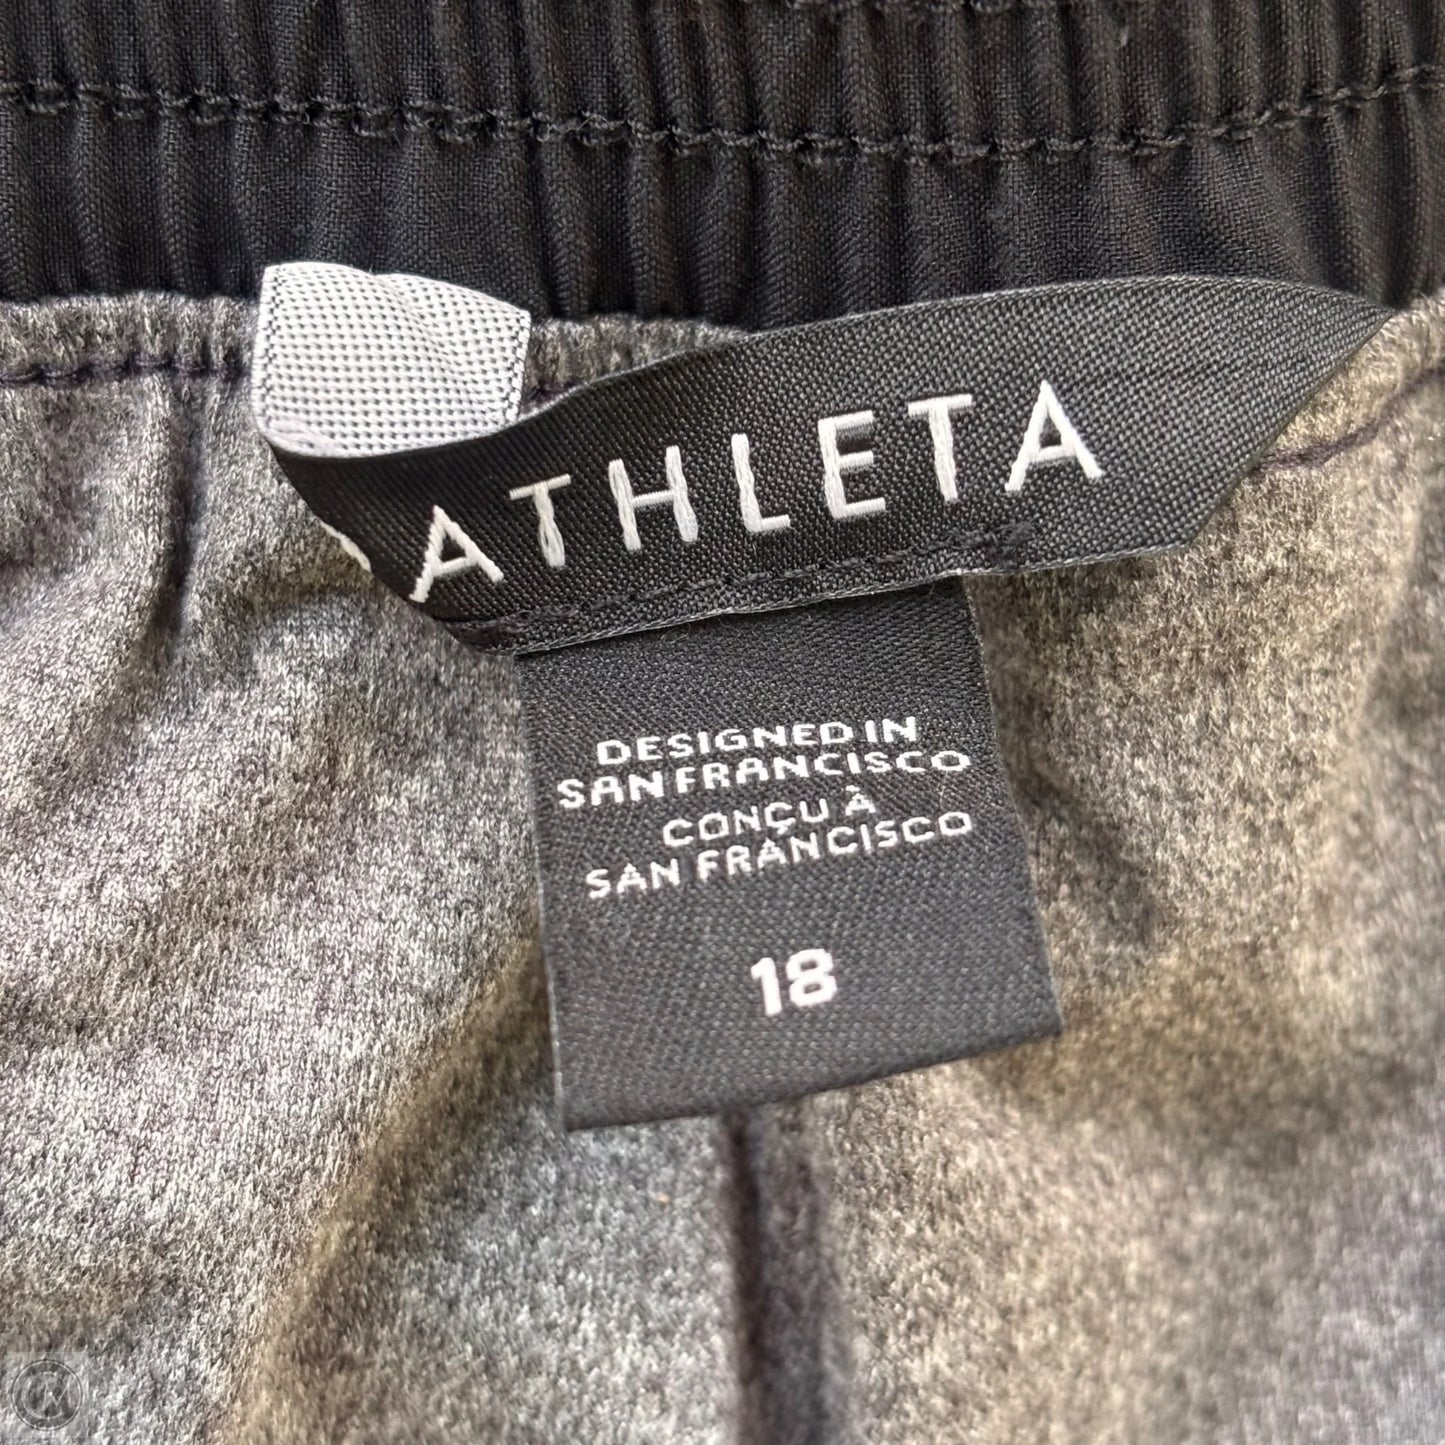 ATHLETA
DESIGNED IN
SAN FRANCISCO
CONÇU À
SAN FRANCISCO
18